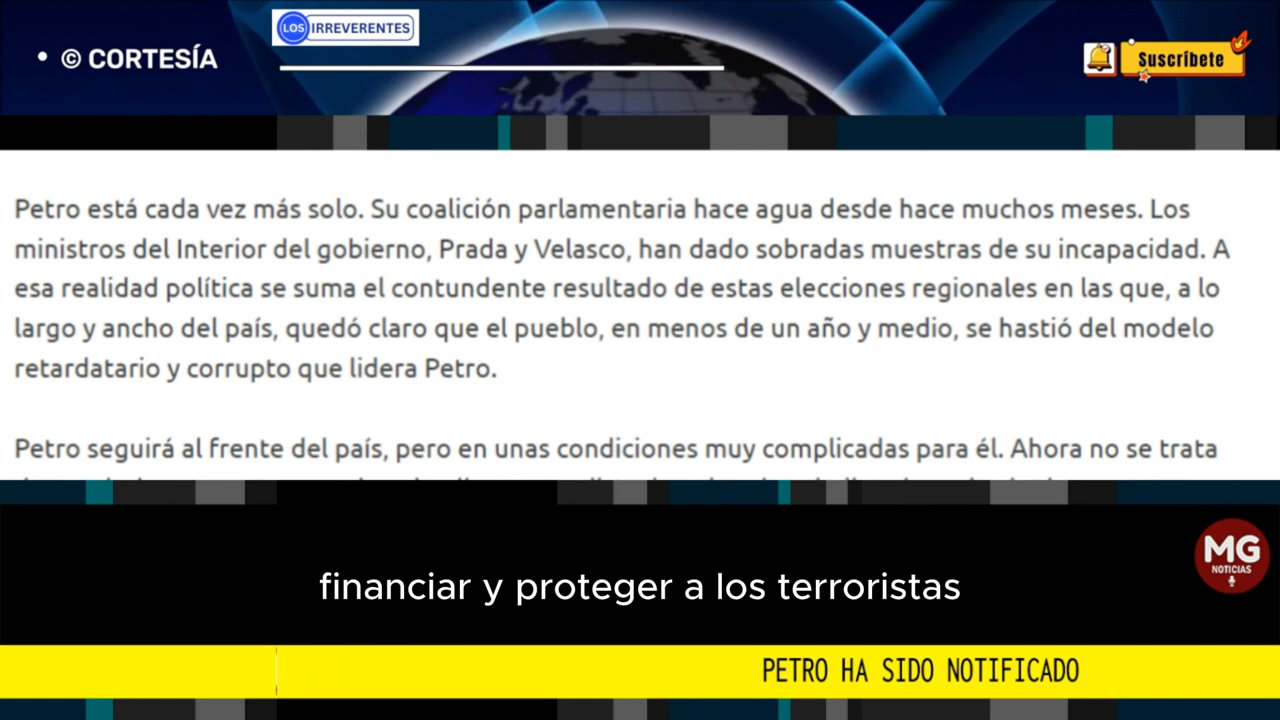 • © CORTESÍA
LOS IRREVERENTES
Suscríbete
Petro está cada vez más solo. Su coalición parlamentaria hace agua desde hace muchos meses. Los
ministros del Interior del gobierno, Prada y Velasco, han dado sobradas muestras de su incapacidad. A
esa realidad política se suma el contundente resultado de estas elecciones regionales en las que, a lo
largo y ancho del país, quedó claro que el pueblo, en menos de un año y medio, se hastió del modelo
retardatario y corrupto que lidera Petro.
Petro seguirá al frente del país, pero en unas condiciones muy complicadas para él. Ahora no se trata
financiar y proteger a los terroristas
MG
NOTICIAS
PETRO HA SIDO NOTIFICADO